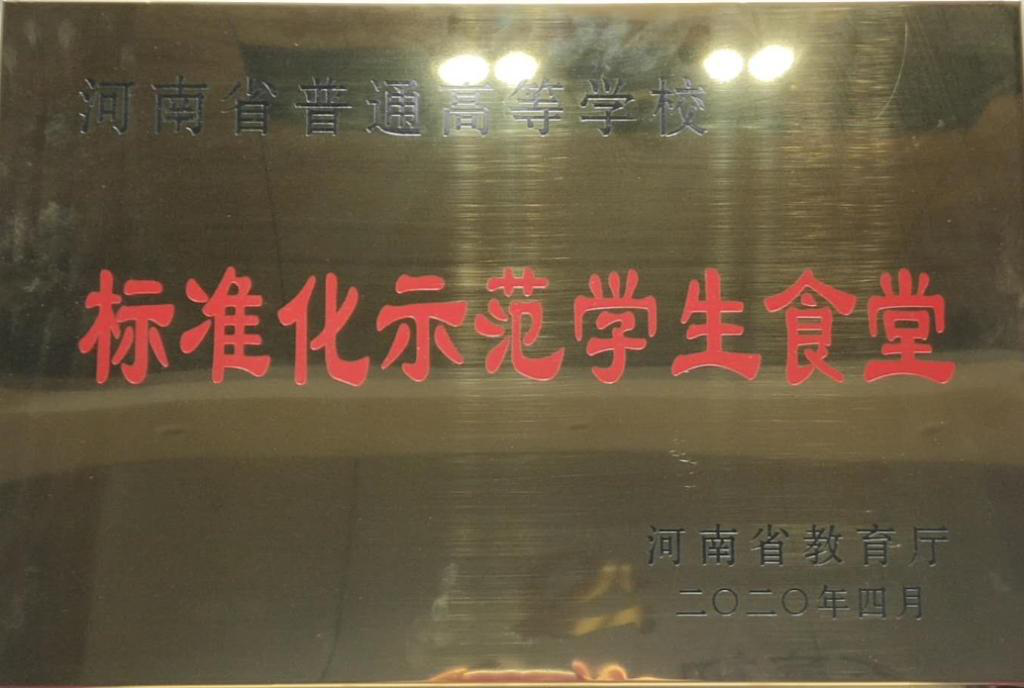 河南省普通高等学校
标准化示范学生食堂
河南省教育厅
二〇二〇年四月